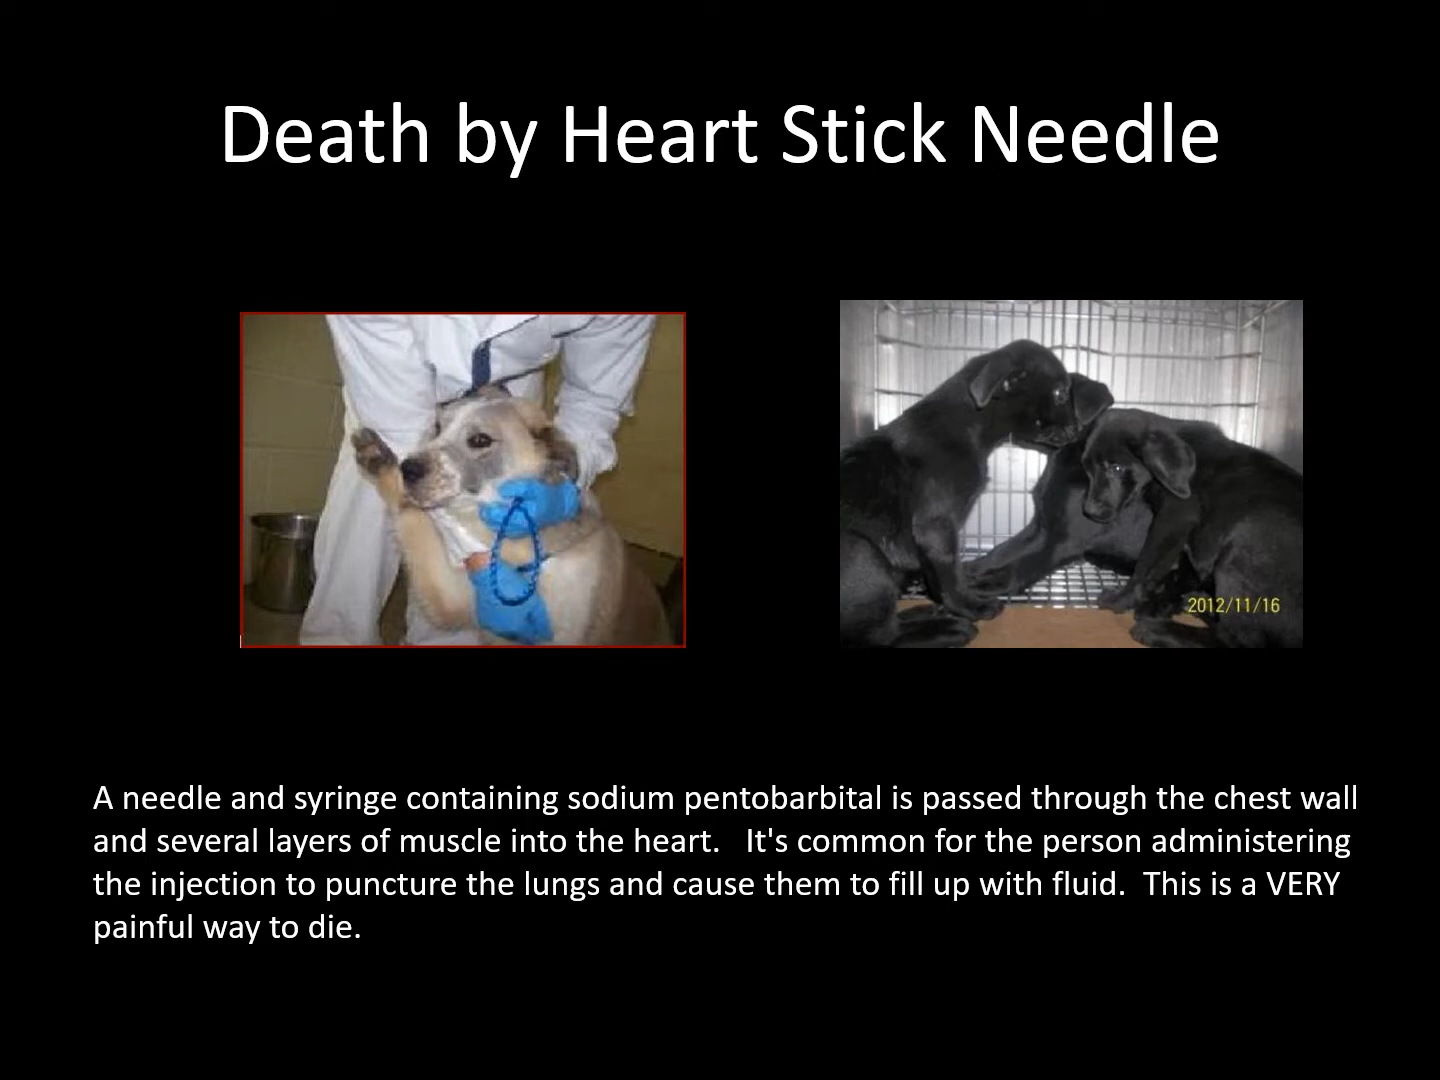 Death by Heart Stick Needle
2012/11/16
A needle and syringe containing sodium pentobarbital is passed through the chest wall
and several layers of muscle into the heart.   It's common for the person administering
the injection to puncture the lungs and cause them to fill up with fluid.  This is a VERY
painful way to die.